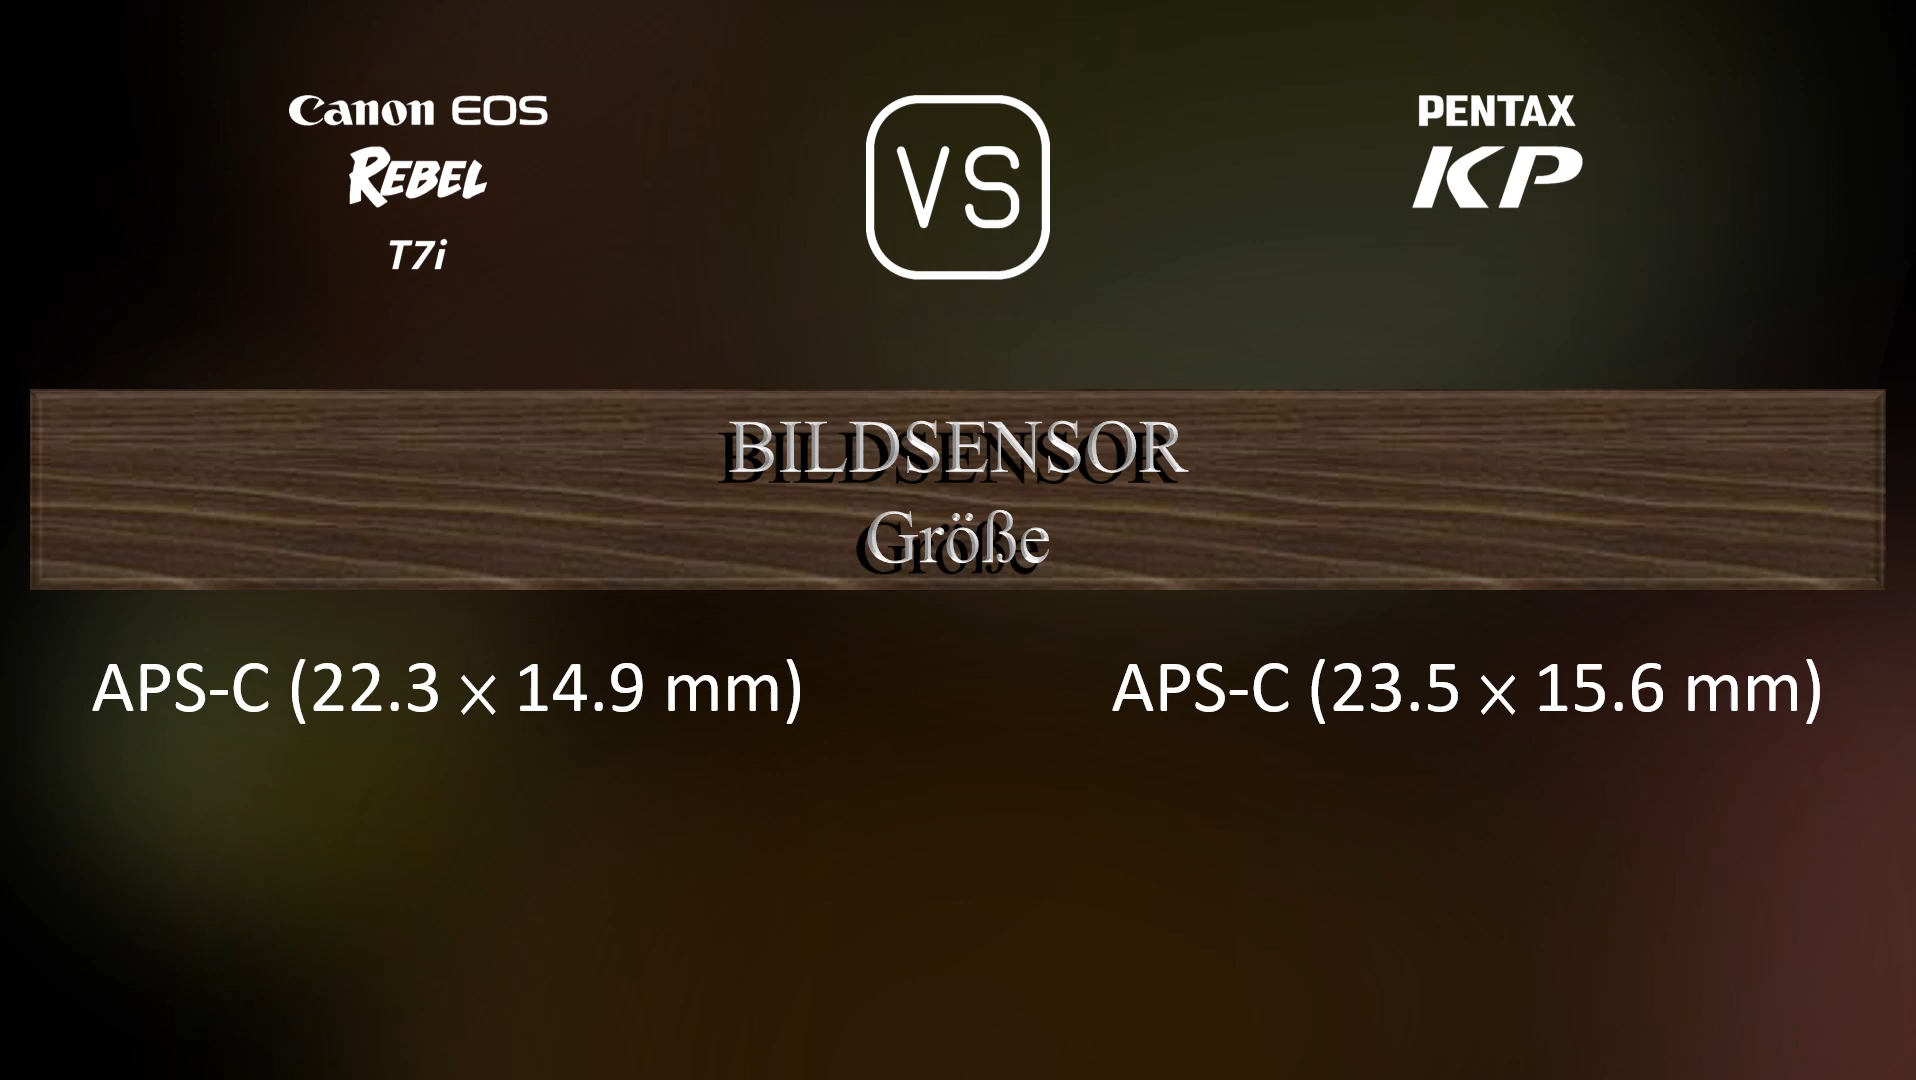 Canon EOS
REBEL
T7i
VS
PENTAX
KP
BILDSENSOR
Größe
APS-C (22.3 x 14.9 mm)
APS-C (23.5 x 15.6 mm)